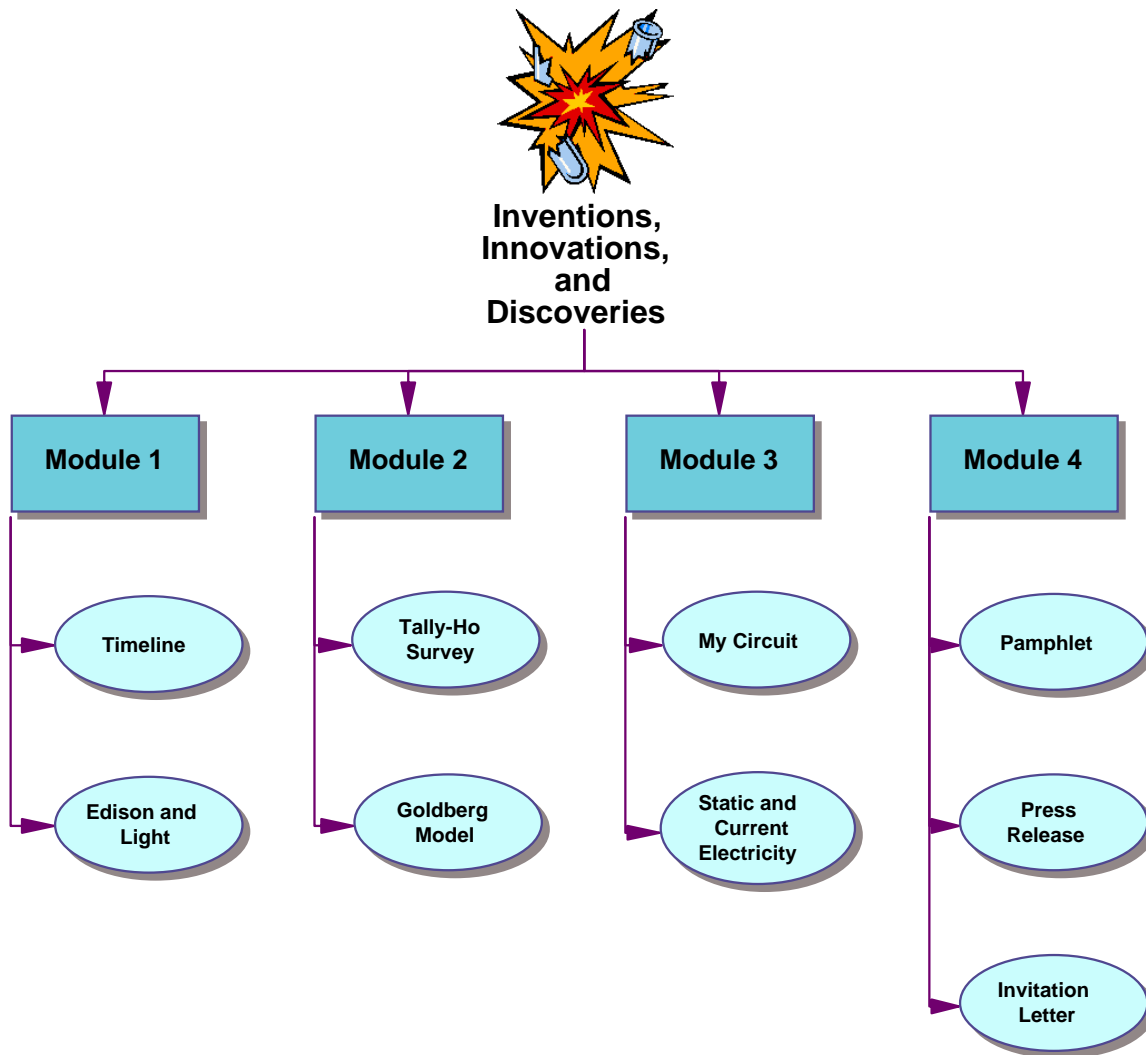 Inventions,
Innovations,
and
Discoveries
Module 1
Module 2
Module 3
Module 4
Timeline
Tally-Ho
Survey
My Circuit
Pamphlet
Edison and
Light
Goldberg
Model
Static and
Current
Electricity
Press
Release
Invitation
Letter